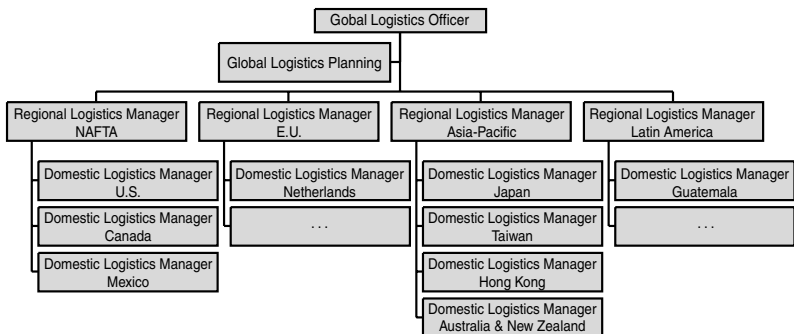 Gobal Logistics Officer
Global Logistics Planning
Regional Logistics Manager
NAFTA
Regional Logistics Manager
E.U.
Regional Logistics Manager
Asia-Pacific
Regional Logistics Manager
Latin America
Domestic Logistics Manager
U.S.
Domestic Logistics Manager
Netherlands
Domestic Logistics Manager
Japan
Domestic Logistics Manager
Guatemala
Domestic Logistics Manager
Canada
. . .
Domestic Logistics Manager
Taiwan
. . .
Domestic Logistics Manager
Mexico
Domestic Logistics Manager
Hong Kong
Domestic Logistics Manager
Australia & New Zealand